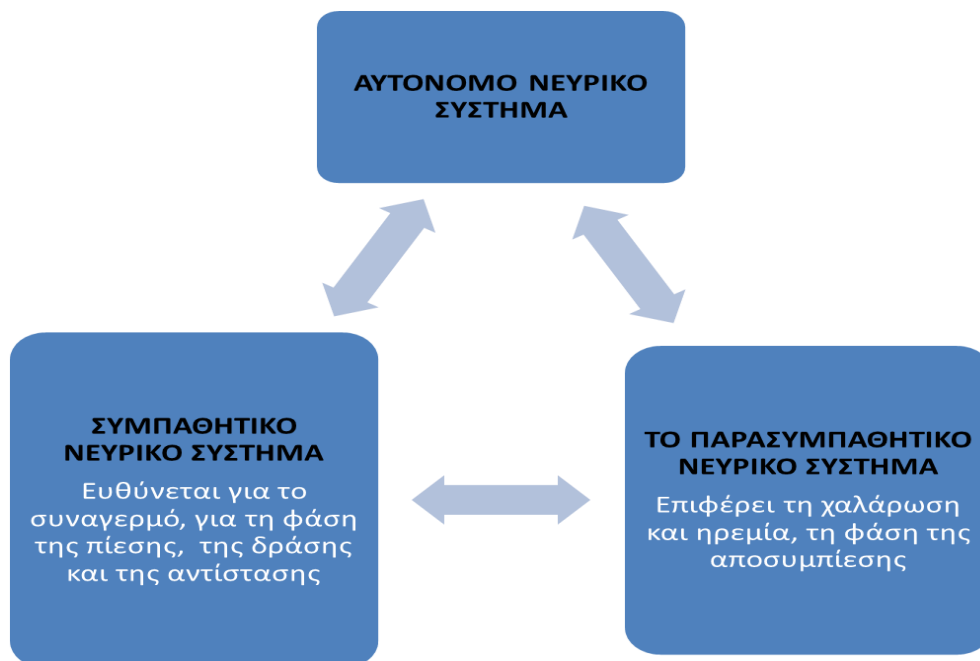 ΑΥΤΟΝΟΜΟ ΝΕΥΡΙΚΟ
ΣΥΣΤΗΜΑ
ΣΥΜΠΑΘΗΤΙΚΟ
ΝΕΥΡΙΚΟ ΣΥΣΤΗΜΑ
Ευθύνεται για το
συναγερμό, για τη φάση
της πίεσης, της δράσης
και της αντίστασης
ΤΟ ΠΑΡΑΣΥΜΠΑΘΗΤΙΚΟ
ΝΕΥΡΙΚΟ ΣΥΣΤΗΜΑ
Επιφέρει τη χαλάρωση
και ηρεμία, τη φάση της
αποσυμπίεσης